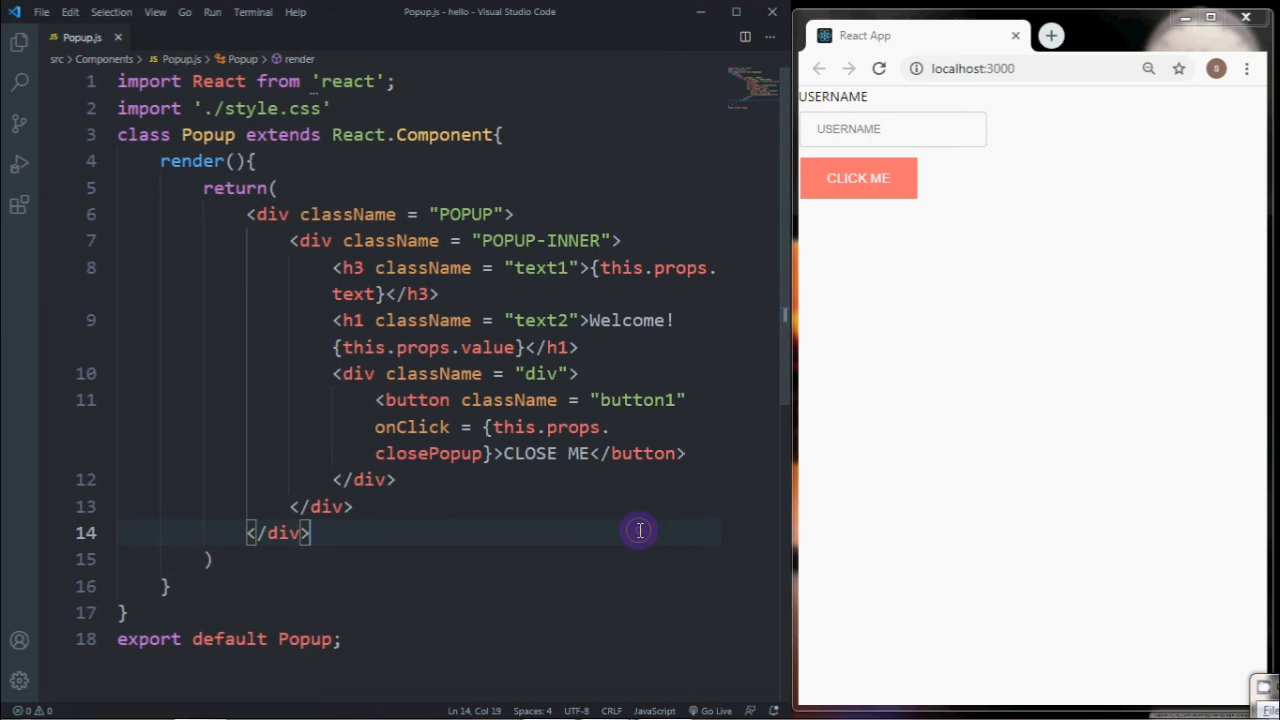 File Edit Selection View Go Run Terminal Help Popup.js - hello - Visual Studio Code
Popup.js
src > Components > Popup.js > Popup > render
1 import React from 'react';
2 import './style.css'
3 class Popup extends React.Component{
4 render(){
5 return(
6 <div className = "POPUP">
7 <div className = "POPUP-INNER">
8 <h3 className = "text1">{this.props.
text}</h3>
9 <h1 className = "text2">Welcome!
{this.props.value}</h1>
10 <div className = "div">
11 <button className = "button1"
onClick = {this.props.
closePopup}>CLOSE ME</button>
12 </div>
13 </div>
14 </div>
15 )
16 }
17 }
18 export default Popup;
0 0 Ln 14, Col 19 Spaces: 4 UTF-8 CRLF JavaScript Go Live
React App
localhost:3000
S
USERNAME
USERNAME
CLICK ME